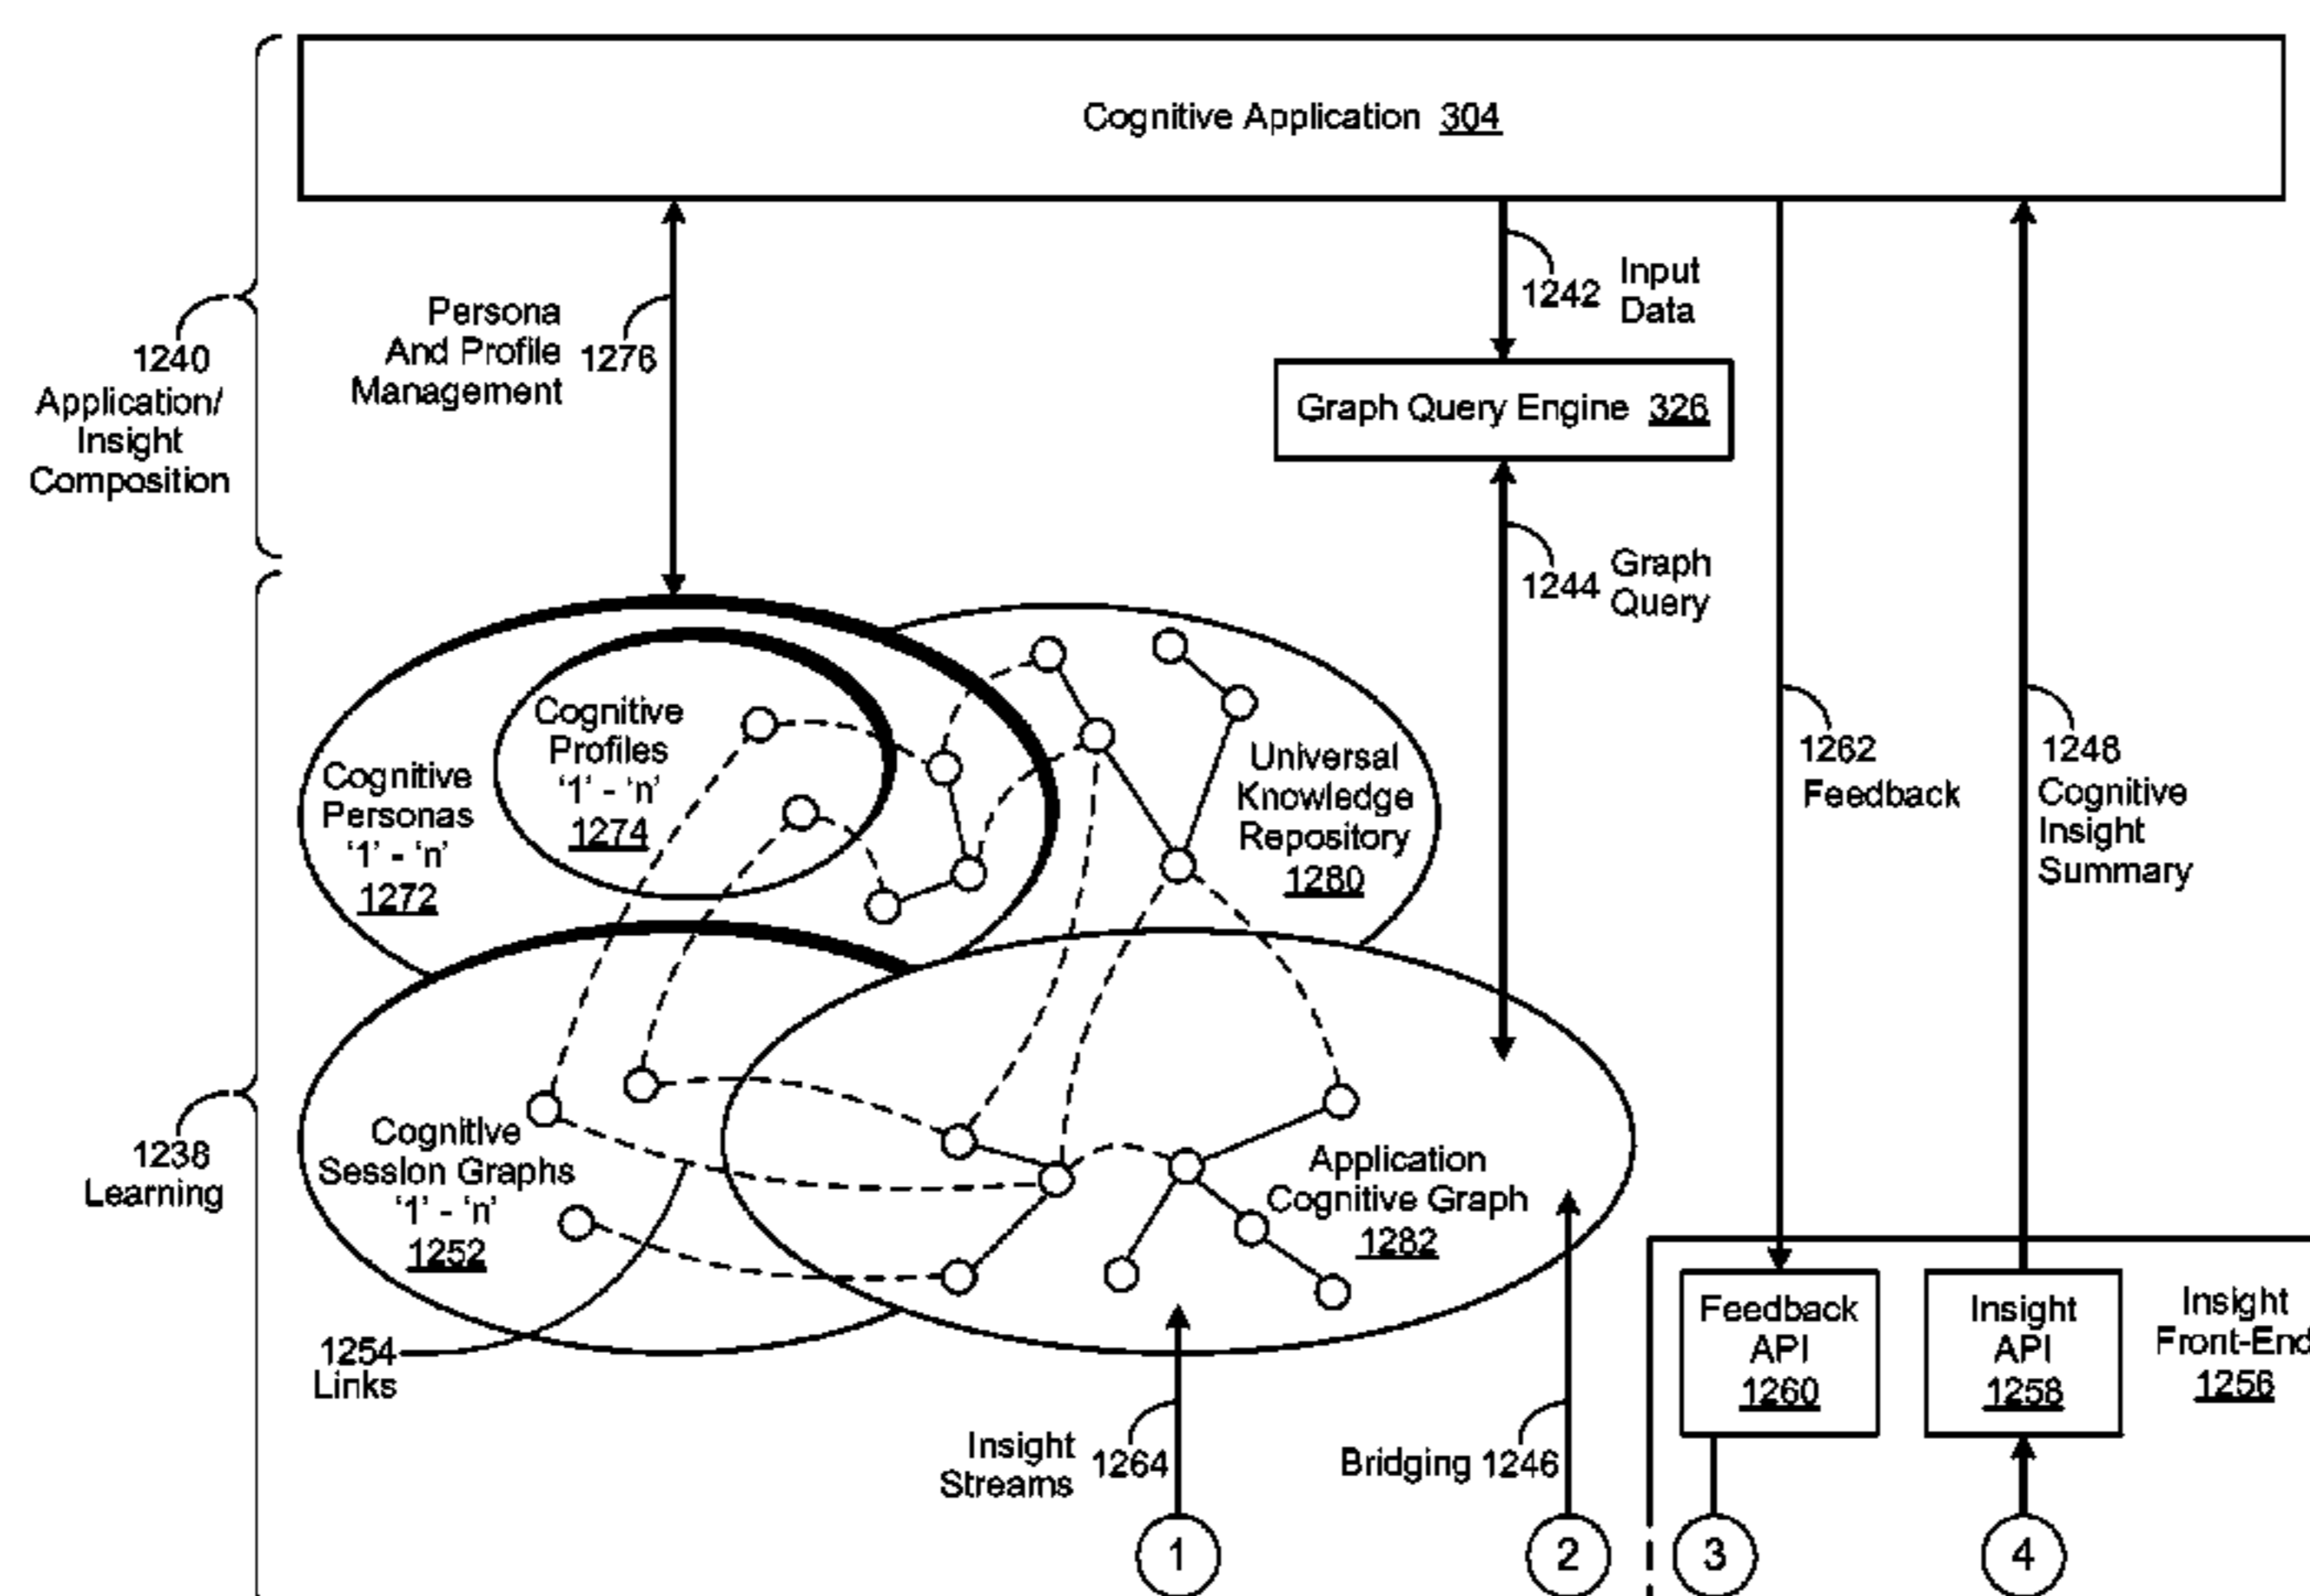 Cognitive Application 304
1240
Application/
Insight
Composition
Persona
And Profile
Management
1276
1242
Input
Data
Graph Query Engine 326
1244
Graph
Query
1262
Feedback
1248
Cognitive
Insight
Summary
Cognitive
Profiles
‘1’ - ‘n’
1274
Cognitive
Personas
‘1’ - ‘n’
1272
Universal
Knowledge
Repository
1280
1238
Learning
Cognitive
Session Graphs
‘1’ - ‘n’
1252
Application
Cognitive Graph
1282
1254
Links
Insight
Streams
1264
Bridging 1246
Feedback
API
1260
Insight
API
1258
Insight
Front-End
1256
1
2
3
4